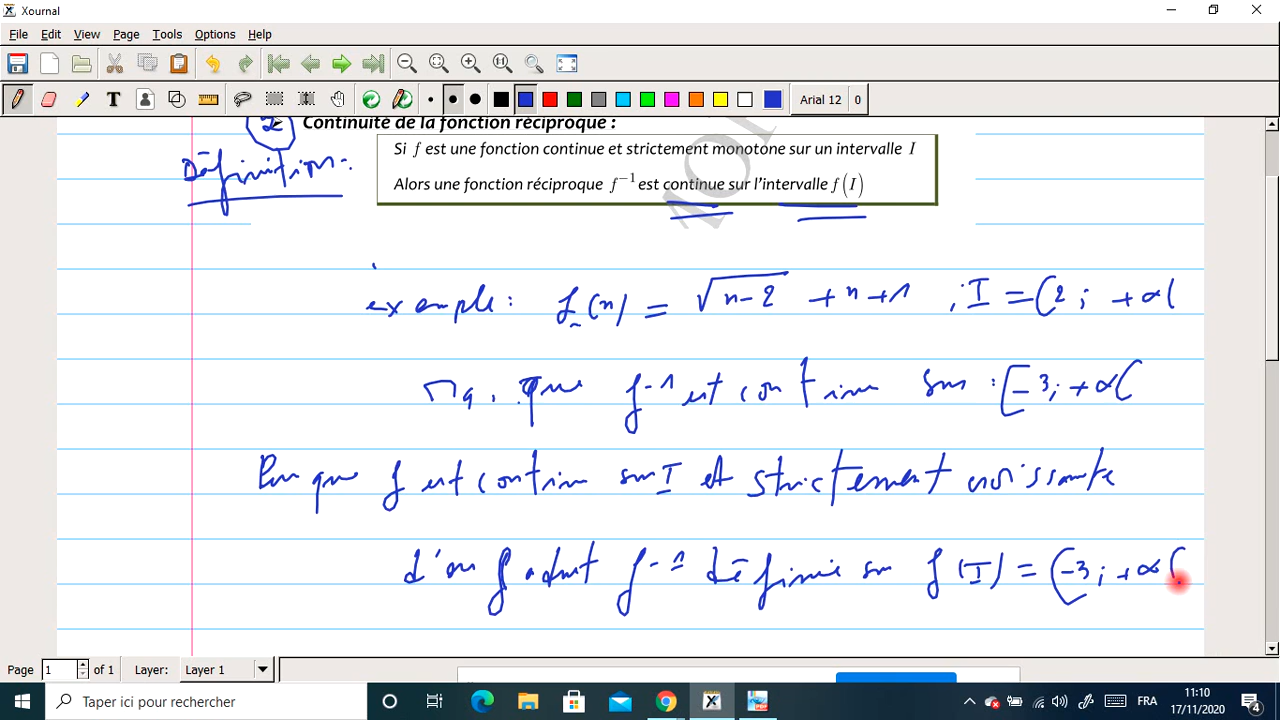 Xournal
File Edit View Page Tools Options Help
Arial 12 0
2 Continuité de la fonction réciproque :
Définition :
Si f est une fonction continue et strictement monotone sur un intervalle I
Alors une fonction réciproque f⁻¹ est continue sur l'intervalle f(I)
exemple : f(x) = √(x-2) + x + 1 ; I = [2 ; +∞[
Mq . que f⁻¹ est continue sur : [-3 ; +∞[
Puisque f est continue sur I et strictement croissante
d'où f admet f⁻¹ définie sur f(I) = [-3 ; +∞[
Page 1 of 1 Layer: Layer 1
Taper ici pour rechercher
FRA
11:10
17/11/2020
4